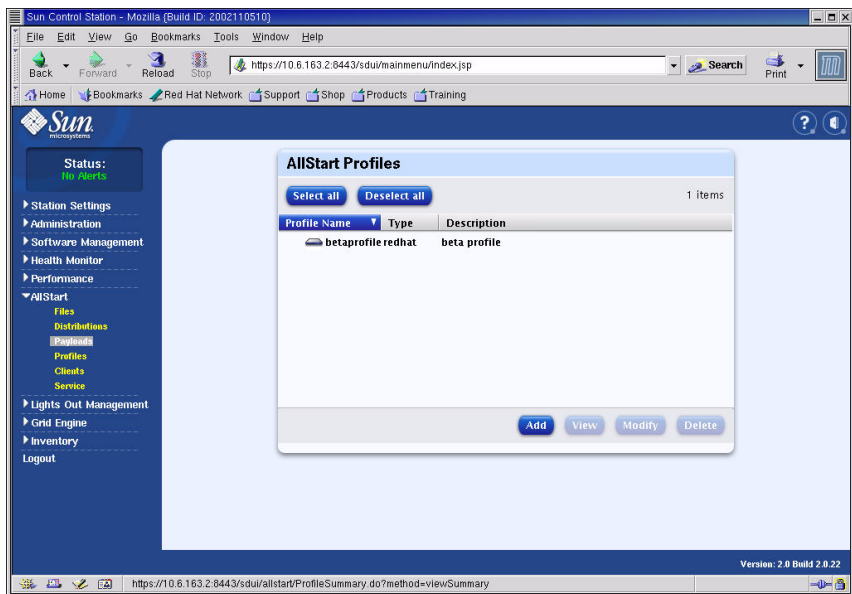 Sun Control Station - Mozilla {Build ID: 2002110510}
File Edit View Go Bookmarks Tools Window Help
Back Forward Reload Stop https://10.6.163.2:8443/sdui/mainmenu/index.jsp Search Print
Home Bookmarks Red Hat Network Support Shop Products Training
Sun
microsystems
?
Status:
No Alerts
Station Settings
Administration
Software Management
Health Monitor
Performance
AllStart
Files
Distributions
Payloads
Profiles
Clients
Service
Lights Out Management
Grid Engine
Inventory
Logout
AllStart Profiles
Select all Deselect all 1 items
Profile Name Type Description
betaprofile redhat beta profile
Add View Modify Delete
Version: 2.0 Build 2.0.22
https://10.6.163.2:8443/sdui/allstart/ProfileSummary.do?method=viewSummary